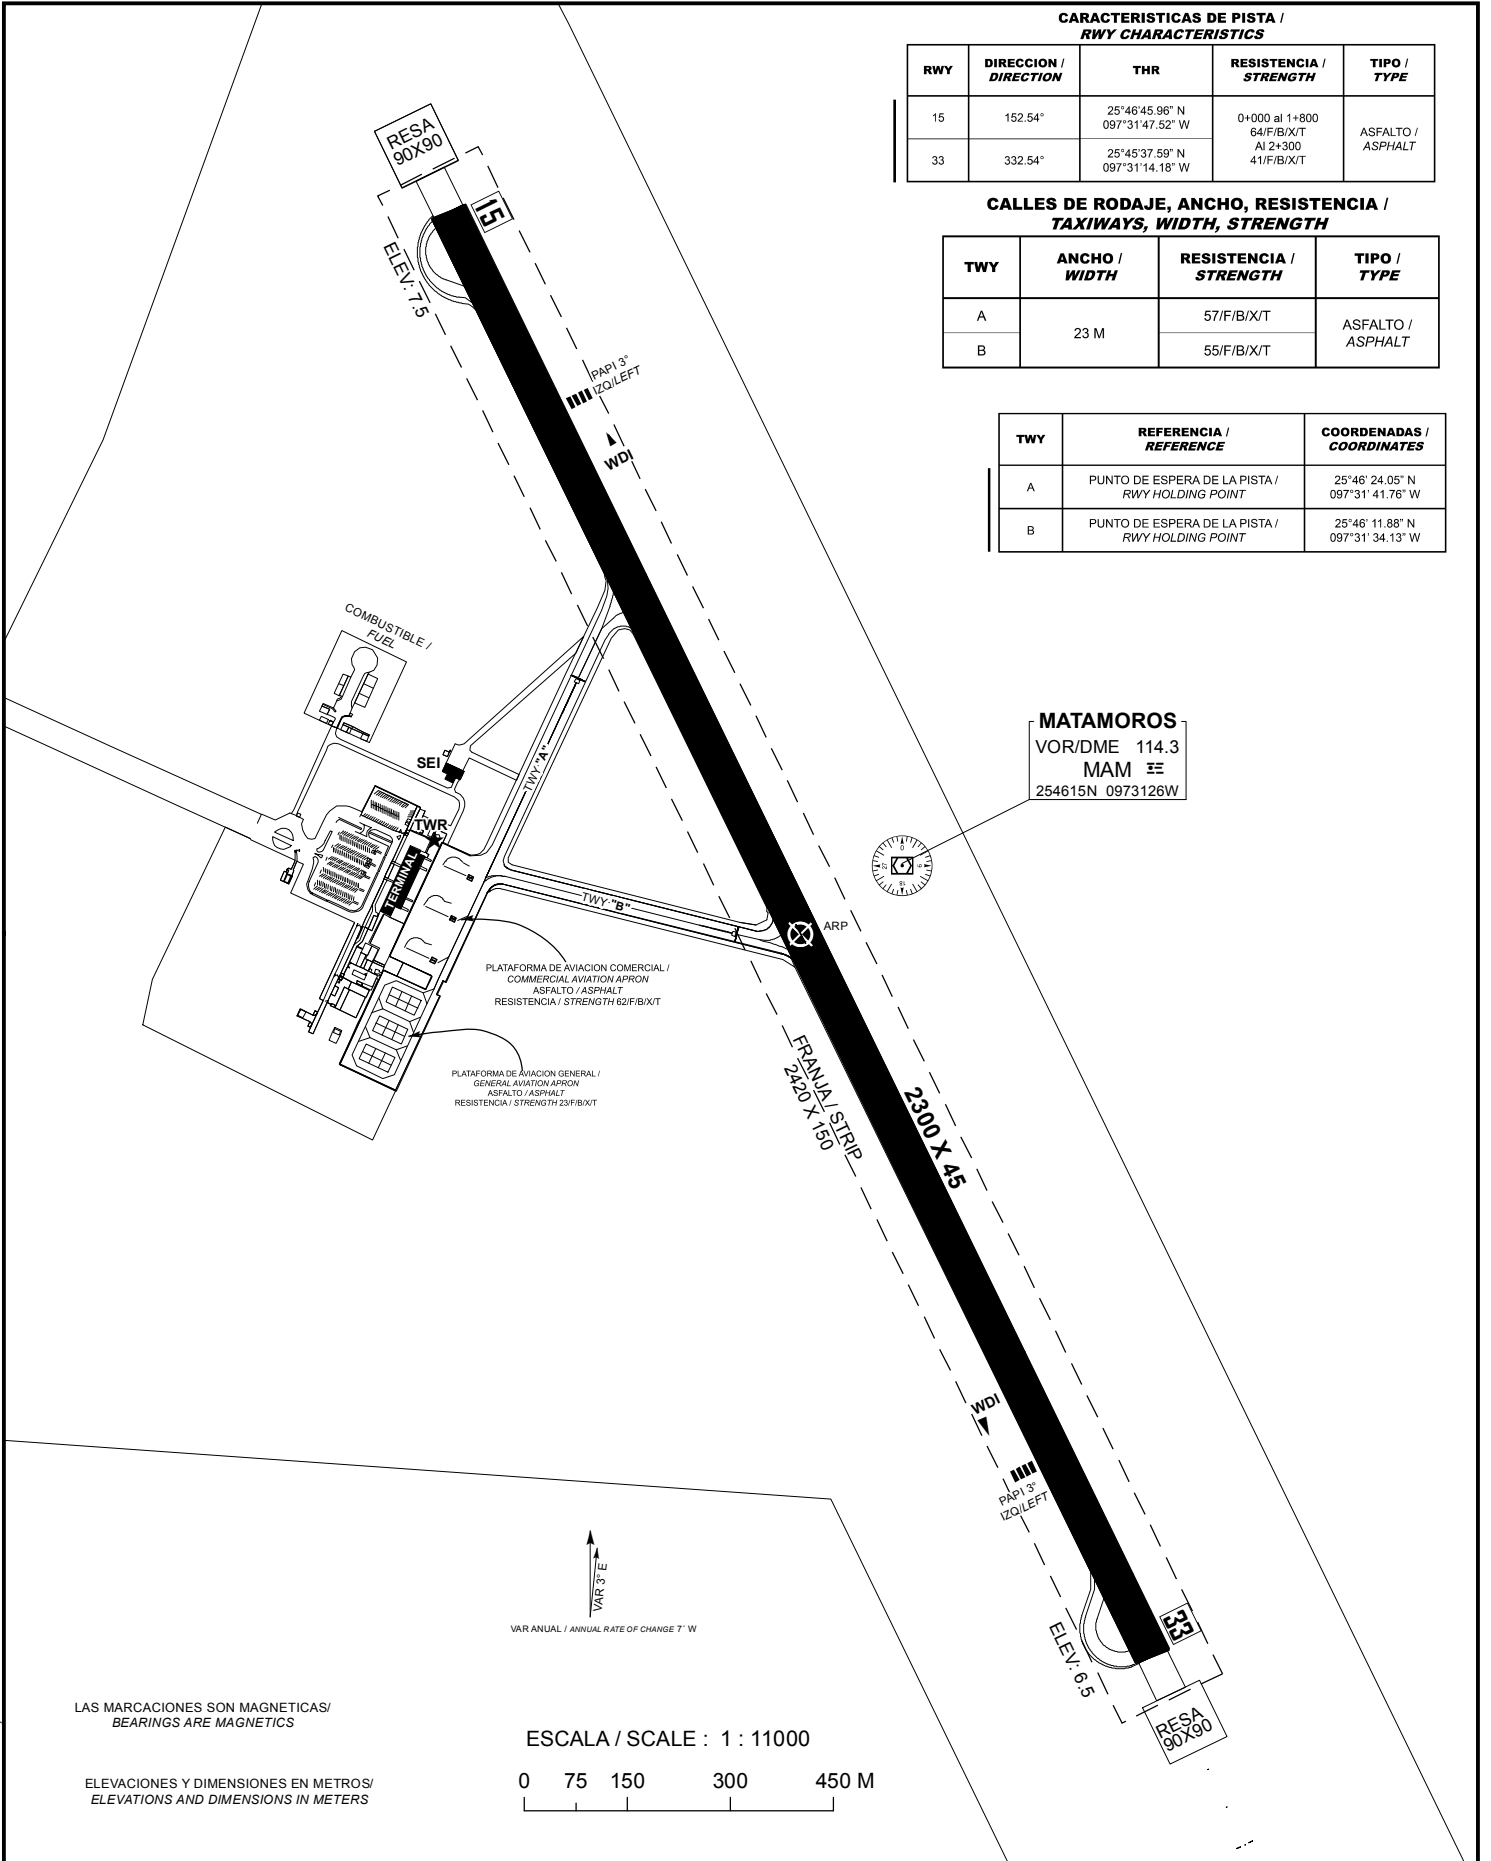 CARACTERISTICAS DE PISTA /
RWY CHARACTERISTICS
RWY
DIRECCION /
DIRECTION
THR
RESISTENCIA /
STRENGTH
TIPO /
TYPE
15
152.54°
25°46'45.96" N
097°31'47.52" W
0+000 al 1+800
64/F/B/X/T
Al 2+300
41/F/B/X/T
ASFALTO /
ASPHALT
33
332.54°
25°45'37.59" N
097°31'14.18" W
CALLES DE RODAJE, ANCHO, RESISTENCIA /
TAXIWAYS, WIDTH, STRENGTH
TWY
ANCHO /
WIDTH
RESISTENCIA /
STRENGTH
TIPO /
TYPE
A
23 M
57/F/B/X/T
ASFALTO /
ASPHALT
B
55/F/B/X/T
TWY
REFERENCIA /
REFERENCE
COORDENADAS /
COORDINATES
A
PUNTO DE ESPERA DE LA PISTA /
RWY HOLDING POINT
25°46' 24.05" N
097°31' 41.76" W
B
PUNTO DE ESPERA DE LA PISTA /
RWY HOLDING POINT
25°46' 11.88" N
097°31' 34.13" W
RESA
90X90
15
ELEV: 7.5
PAPI 3°
IZQ/LEFT
WDI
COMBUSTIBLE /
FUEL
SEI
TWY "A"
TWR
TERMINAL
TWY "B"
MATAMOROS
VOR/DME 114.3
MAM
254615N 0973126W
0
9
18
27
ARP
PLATAFORMA DE AVIACION COMERCIAL /
COMMERCIAL AVIATION APRON
ASFALTO / ASPHALT
RESISTENCIA / STRENGTH 62/F/B/X/T
PLATAFORMA DE AVIACION GENERAL /
GENERAL AVIATION APRON
ASFALTO / ASPHALT
RESISTENCIA / STRENGTH 23/F/B/X/T
FRANJA / STRIP
2420 X 150
2300 X 45
WDI
PAPI 3°
IZQ/LEFT
33
ELEV: 6.5
RESA
90X90
VAR 3° E
VAR ANUAL / ANNUAL RATE OF CHANGE 7' W
LAS MARCACIONES SON MAGNETICAS/
BEARINGS ARE MAGNETICS
ESCALA / SCALE : 1 : 11000
ELEVACIONES Y DIMENSIONES EN METROS/
ELEVATIONS AND DIMENSIONS IN METERS
0 75 150 300 450 M